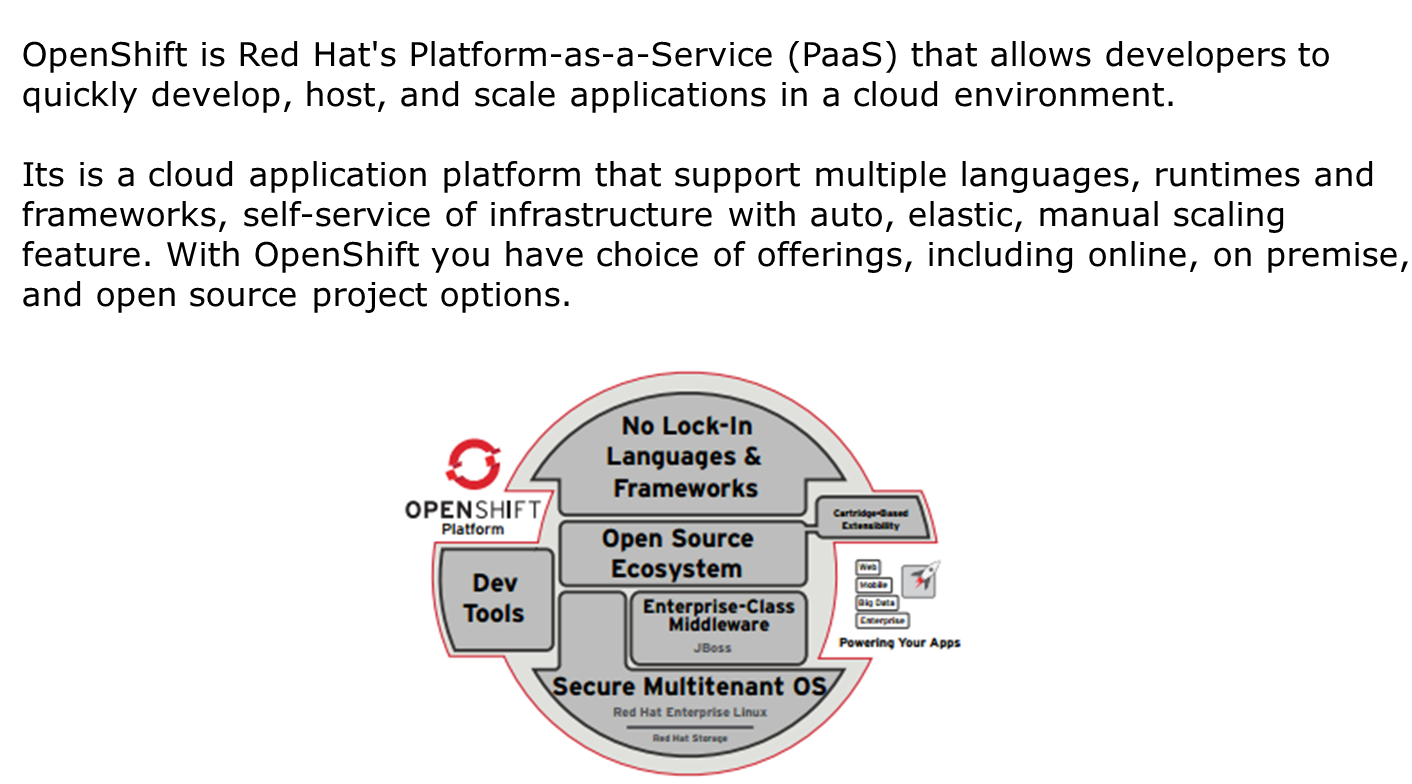 OpenShift is Red Hat's Platform-as-a-Service (PaaS) that allows developers to
quickly develop, host, and scale applications in a cloud environment.
Its is a cloud application platform that support multiple languages, runtimes and
frameworks, self-service of infrastructure with auto, elastic, manual scaling
feature. With OpenShift you have choice of offerings, including online, on premise,
and open source project options.
No Lock-In
Languages &
Frameworks
OPENSHIFT
Platform
Cartridge-Based
Extensibility
Open Source
Ecosystem
Dev
Tools
Web
Mobile
Big Data
Enterprise
Powering Your Apps
Enterprise-Class
Middleware
JBoss
Secure Multitenant OS
Red Hat Enterprise Linux
Red Hat Storage